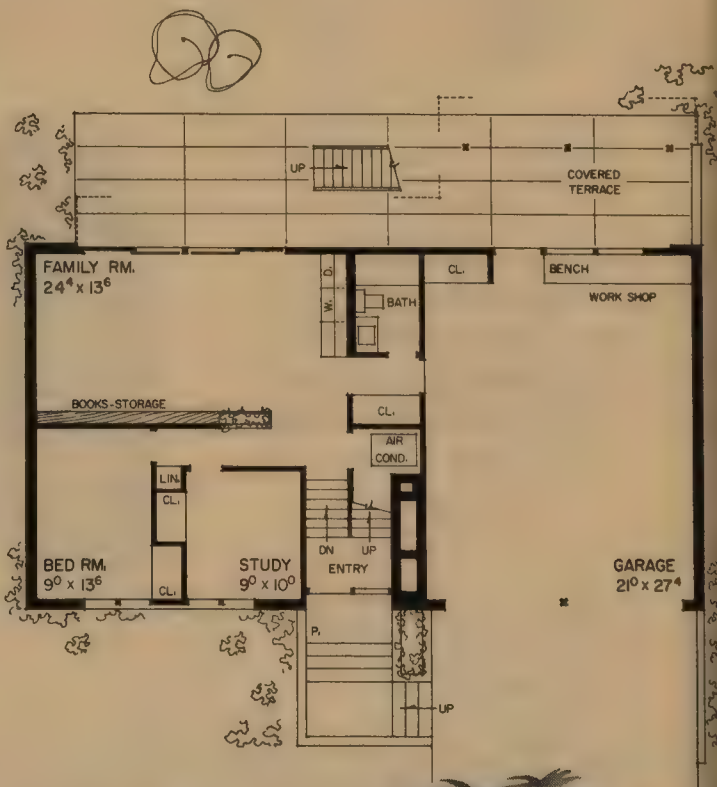 UP
COVERED
TERRACE
FAMILY RM.
24⁴ x 13⁶
D.
W.
BATH
CL.
BENCH
WORK SHOP
BOOKS-STORAGE
CL.
AIR
COND.
LIN.
CL.
BED RM.
9⁰ x 13⁶
CL.
STUDY
9⁰ x 10⁰
DN
UP
ENTRY
GARAGE
21⁰ x 27⁴
P.
UP